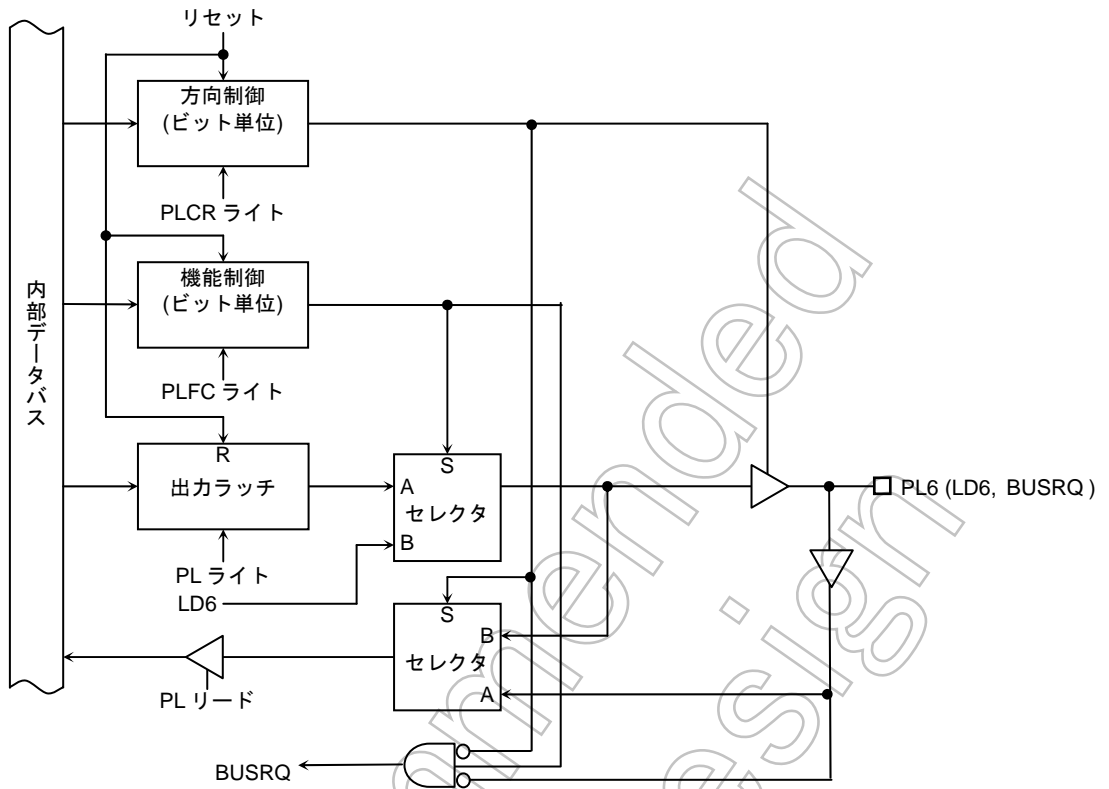 リセット
方向制御
(ビット単位)
PLCR ライト
内部データバス
機能制御
(ビット単位)
PLFC ライト
R
出力ラッチ
S
A
セレクタ
B
PL6 (LD6, BUSRQ )
PL ライト
LD6
S
B
セレクタ
A
PL リード
BUSRQ
mmended
esign